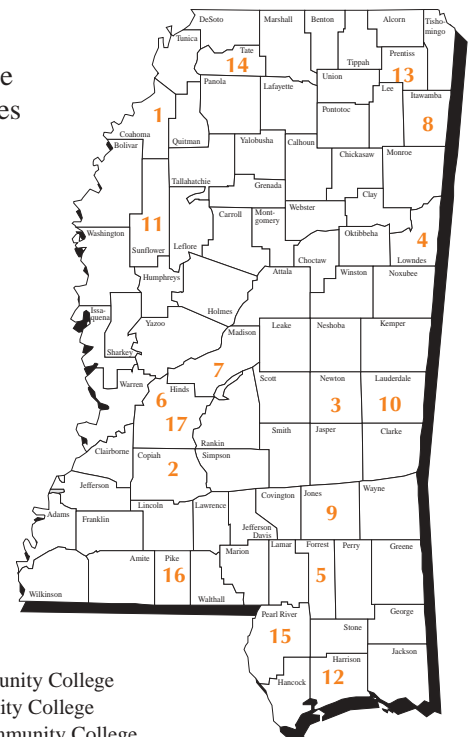 e
es
DeSoto
Marshall
Benton
Alcorn
Tisho-
mingo
Tunica
Tate
14
Tippah
Prentiss
13
Panola
Lafayette
Union
Lee
Itawamba
8
Pontotoc
1
Coahoma
Quitman
Bolivar
Yalobusha
Calhoun
Chickasaw
Monroe
Tallahatchie
Grenada
Clay
11
Sunflower
Washington
Leflore
Carroll
Mont-
gomery
Webster
Oktibbeha
4
Lowndes
Choctaw
Winston
Noxubee
Attala
Humphreys
Holmes
Issa-
quena
Yazoo
Sharkey
Madison
Leake
Neshoba
Kemper
7
Warren
6
Hinds
17
Rankin
Scott
Newton
3
Lauderdale
10
Smith
Jasper
Clarke
Clairborne
Copiah
2
Simpson
Jefferson
Lincoln
Lawrence
Covington
Jones
9
Wayne
Adams
Franklin
Jefferson
Davis
Amite
Pike
16
Marion
Lamar
Forrest
5
Perry
Greene
Wilkinson
Walthall
Pearl River
15
Stone
George
Hancock
Harrison
12
Jackson
unity College
ity College
mmunity College